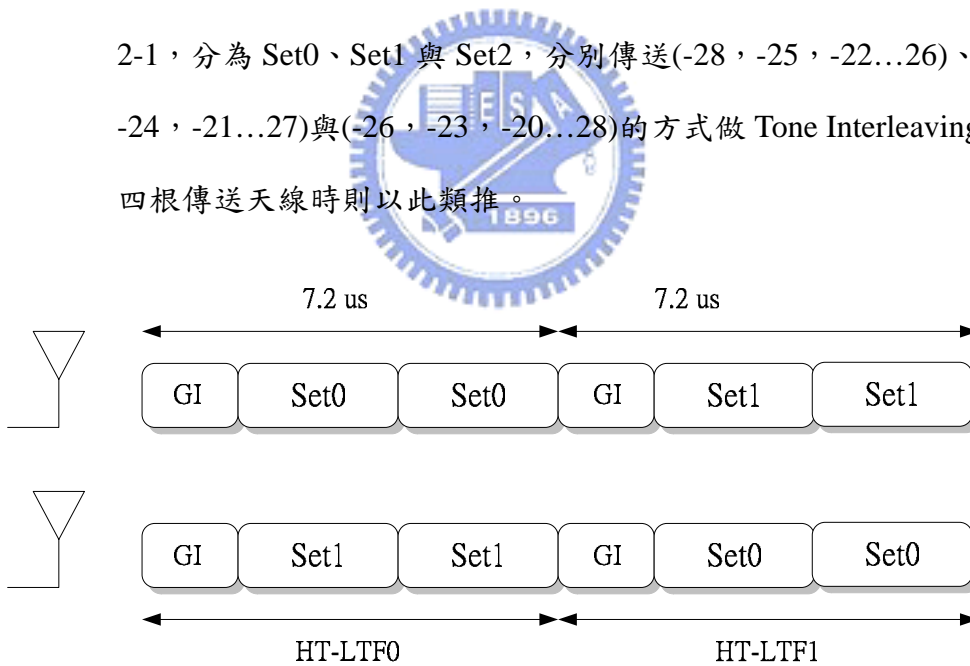 2-1，分為 Set0、Set1 與 Set2，分別傳送(-28，-25，-22…26)、
-24，-21…27)與(-26，-23，-20…28)的方式做 Tone Interleaving
四根傳送天線時則以此類推。
E S A
1896
7.2 us 7.2 us
GI Set0 Set0 GI Set1 Set1
GI Set1 Set1 GI Set0 Set0
HT-LTF0 HT-LTF1